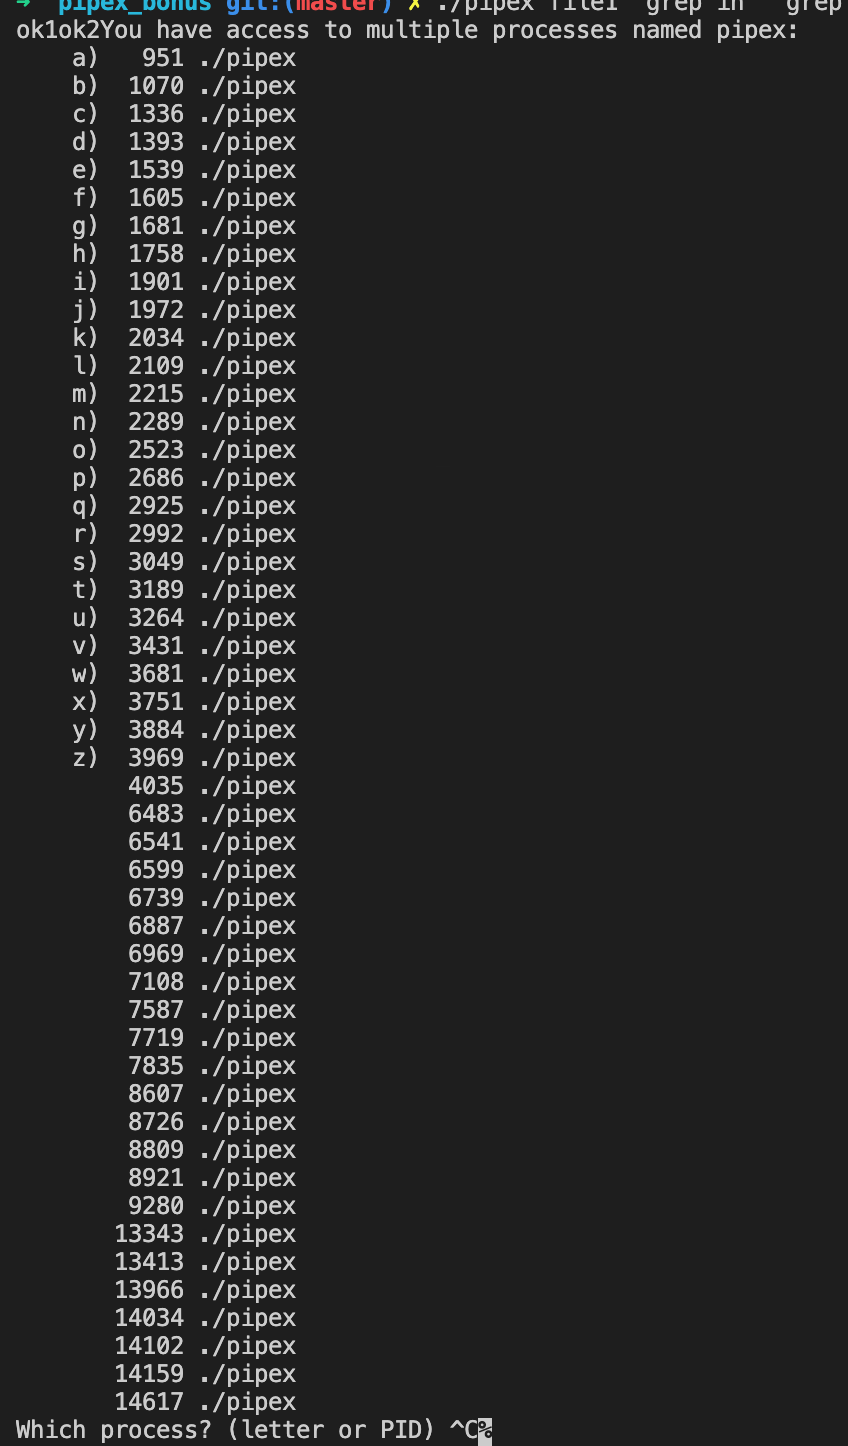 ➜ pipex_bonus git:(master) ✗ ./pipex file1 "grep in" "grep
ok1ok2You have access to multiple processes named pipex:
a) 951 ./pipex
b) 1070 ./pipex
c) 1336 ./pipex
d) 1393 ./pipex
e) 1539 ./pipex
f) 1605 ./pipex
g) 1681 ./pipex
h) 1758 ./pipex
i) 1901 ./pipex
j) 1972 ./pipex
k) 2034 ./pipex
l) 2109 ./pipex
m) 2215 ./pipex
n) 2289 ./pipex
o) 2523 ./pipex
p) 2686 ./pipex
q) 2925 ./pipex
r) 2992 ./pipex
s) 3049 ./pipex
t) 3189 ./pipex
u) 3264 ./pipex
v) 3431 ./pipex
w) 3681 ./pipex
x) 3751 ./pipex
y) 3884 ./pipex
z) 3969 ./pipex
4035 ./pipex
6483 ./pipex
6541 ./pipex
6599 ./pipex
6739 ./pipex
6887 ./pipex
6969 ./pipex
7108 ./pipex
7587 ./pipex
7719 ./pipex
7835 ./pipex
8607 ./pipex
8726 ./pipex
8809 ./pipex
8921 ./pipex
9280 ./pipex
13343 ./pipex
13413 ./pipex
13966 ./pipex
14034 ./pipex
14102 ./pipex
14159 ./pipex
14617 ./pipex
Which process? (letter or PID) ^C%